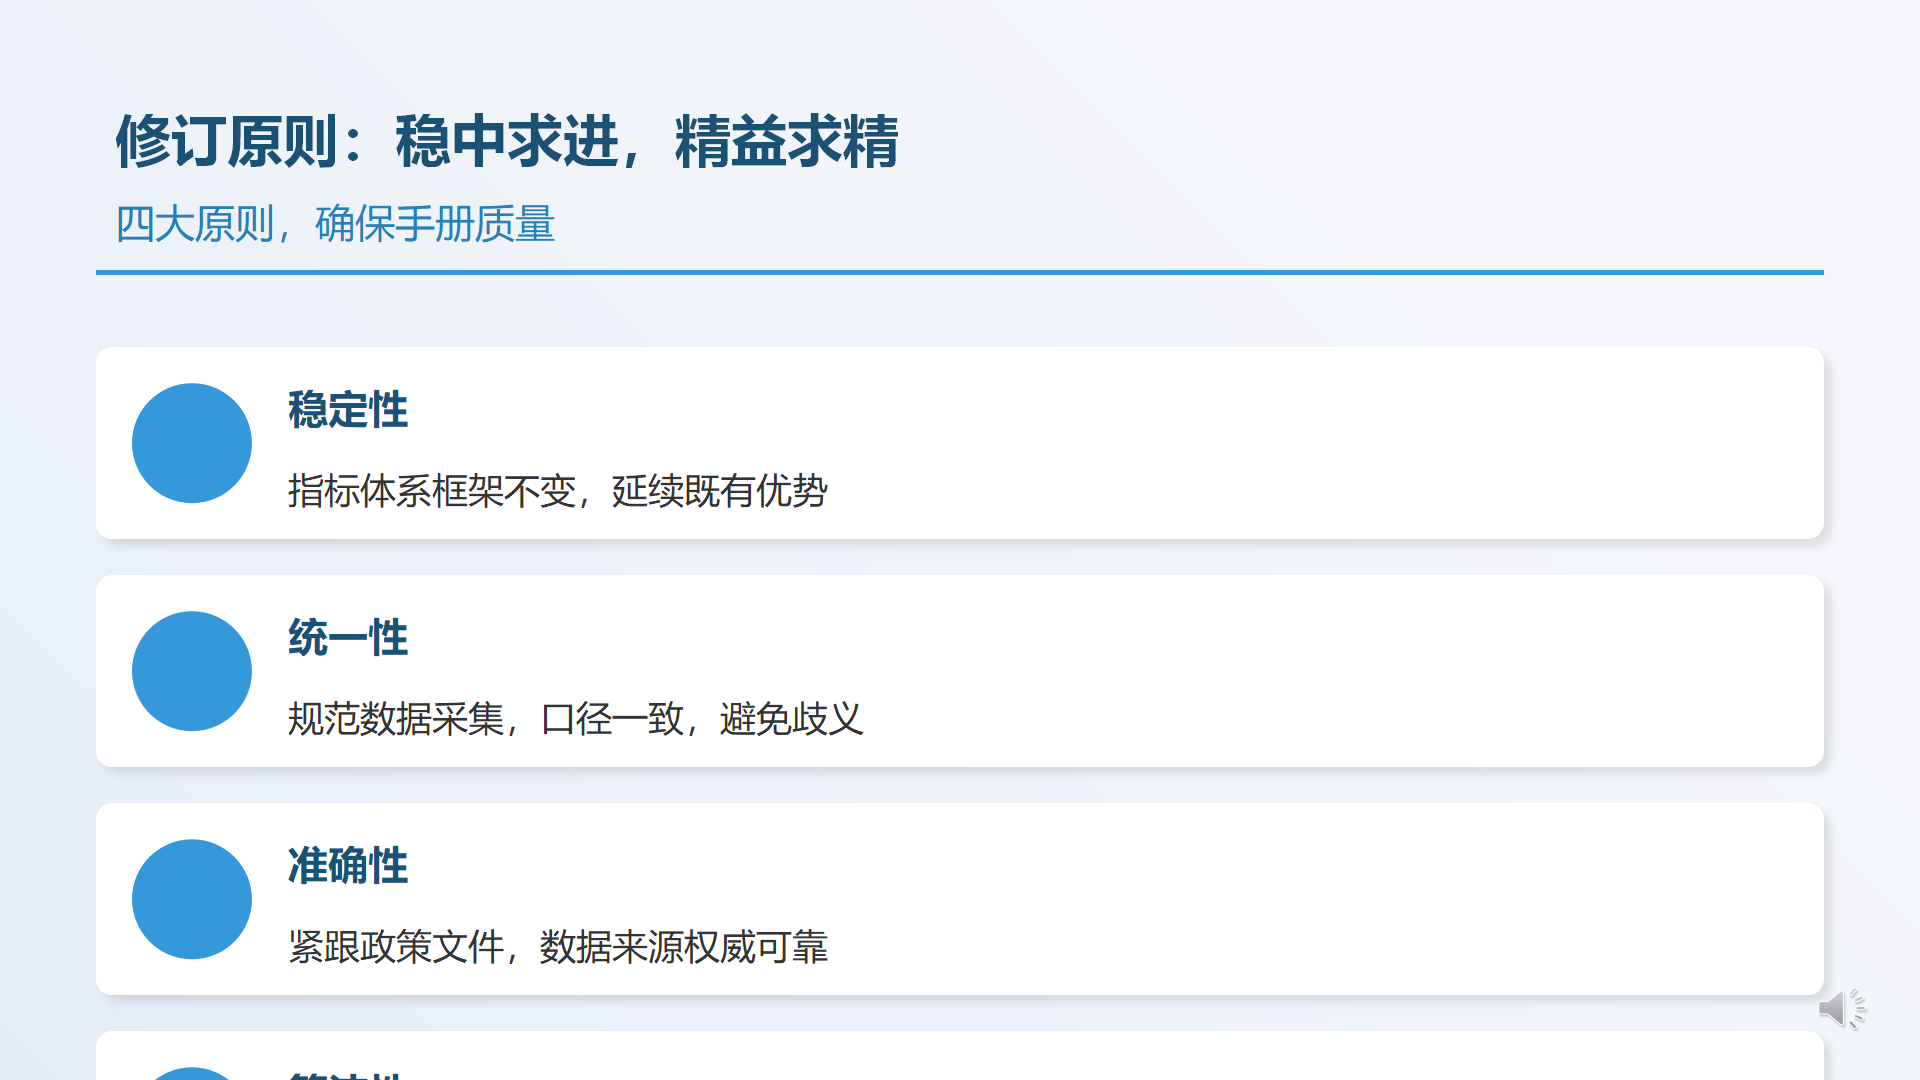 修订原则：稳中求进，精益求精
四大原则，确保手册质量
稳定性
指标体系框架不变，延续既有优势
统一性
规范数据采集，口径一致，避免歧义
准确性
紧跟政策文件，数据来源权威可靠